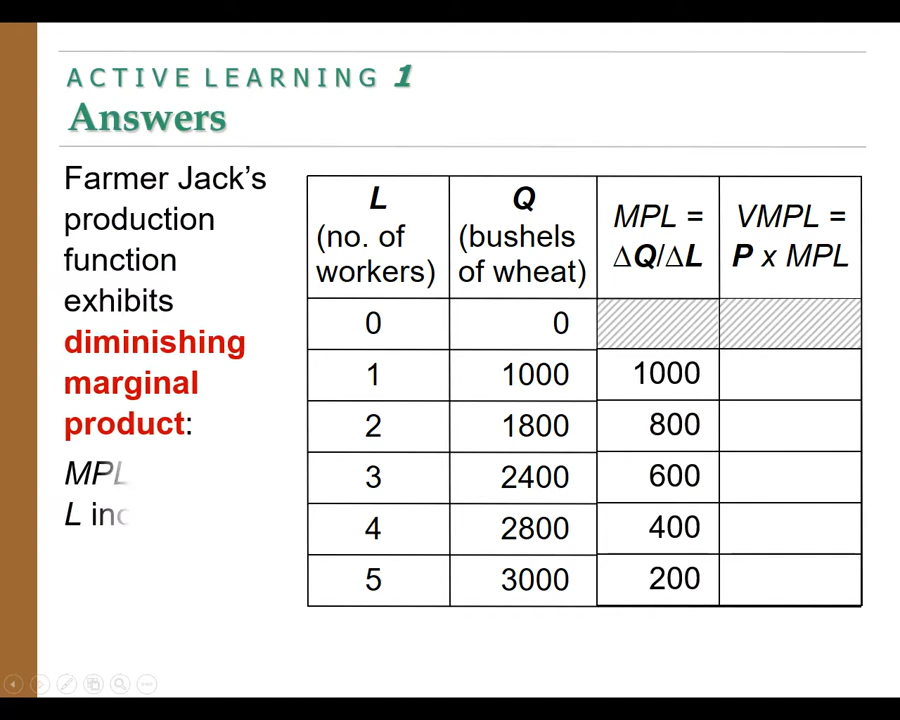 ACTIVE LEARNING 1
Answers
Farmer Jack’s
production
function
exhibits
diminishing
marginal
product:
MPL
L
L
(no. of
workers)
Q
(bushels
of wheat)
MPL =
∆Q/∆L
VMPL =
P x MPL
0 0
1 1000 1000
2 1800 800
3 2400 600
4 2800 400
5 3000 200